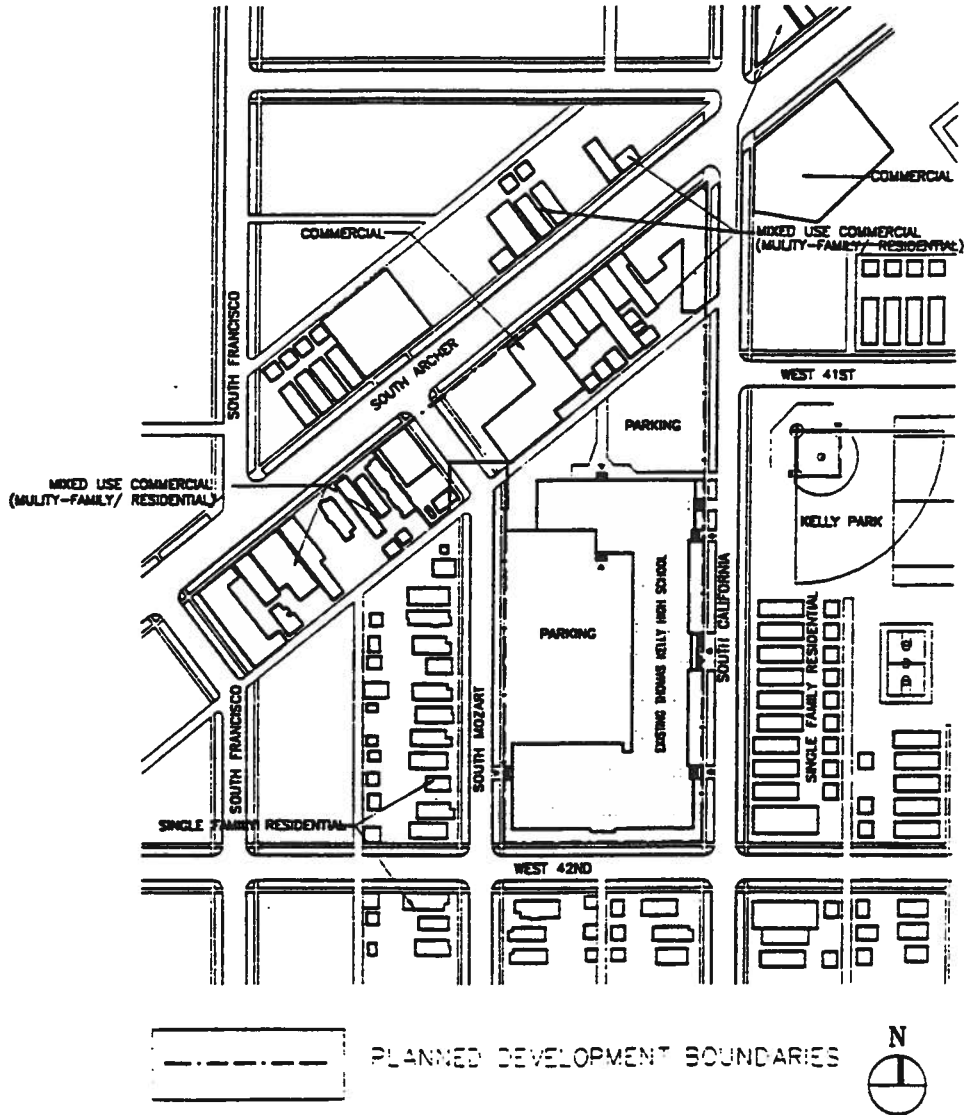 COMMERCIAL
MIXED USE COMMERCIAL
(MULITY-FAMILY/ RESIDENTIAL)
COMMERCIAL
SOUTH FRANCISCO
SOUTH ARCHER
WEST 41ST
PARKING
MIXED USE COMMERCIAL
(MULITY-FAMILY/ RESIDENTIAL)
KELLY PARK
PARKING
EXISTING THOMAS KELLY HIGH SCHOOL
SOUTH CALIFORNIA
SINGLE FAMILY RESIDENTIAL
SOUTH FRANCISCO
SOUTH MOZART
SINGLE FAMILY RESIDENTIAL
WEST 42ND
PLANNED DEVELOPMENT BOUNDARIES
N